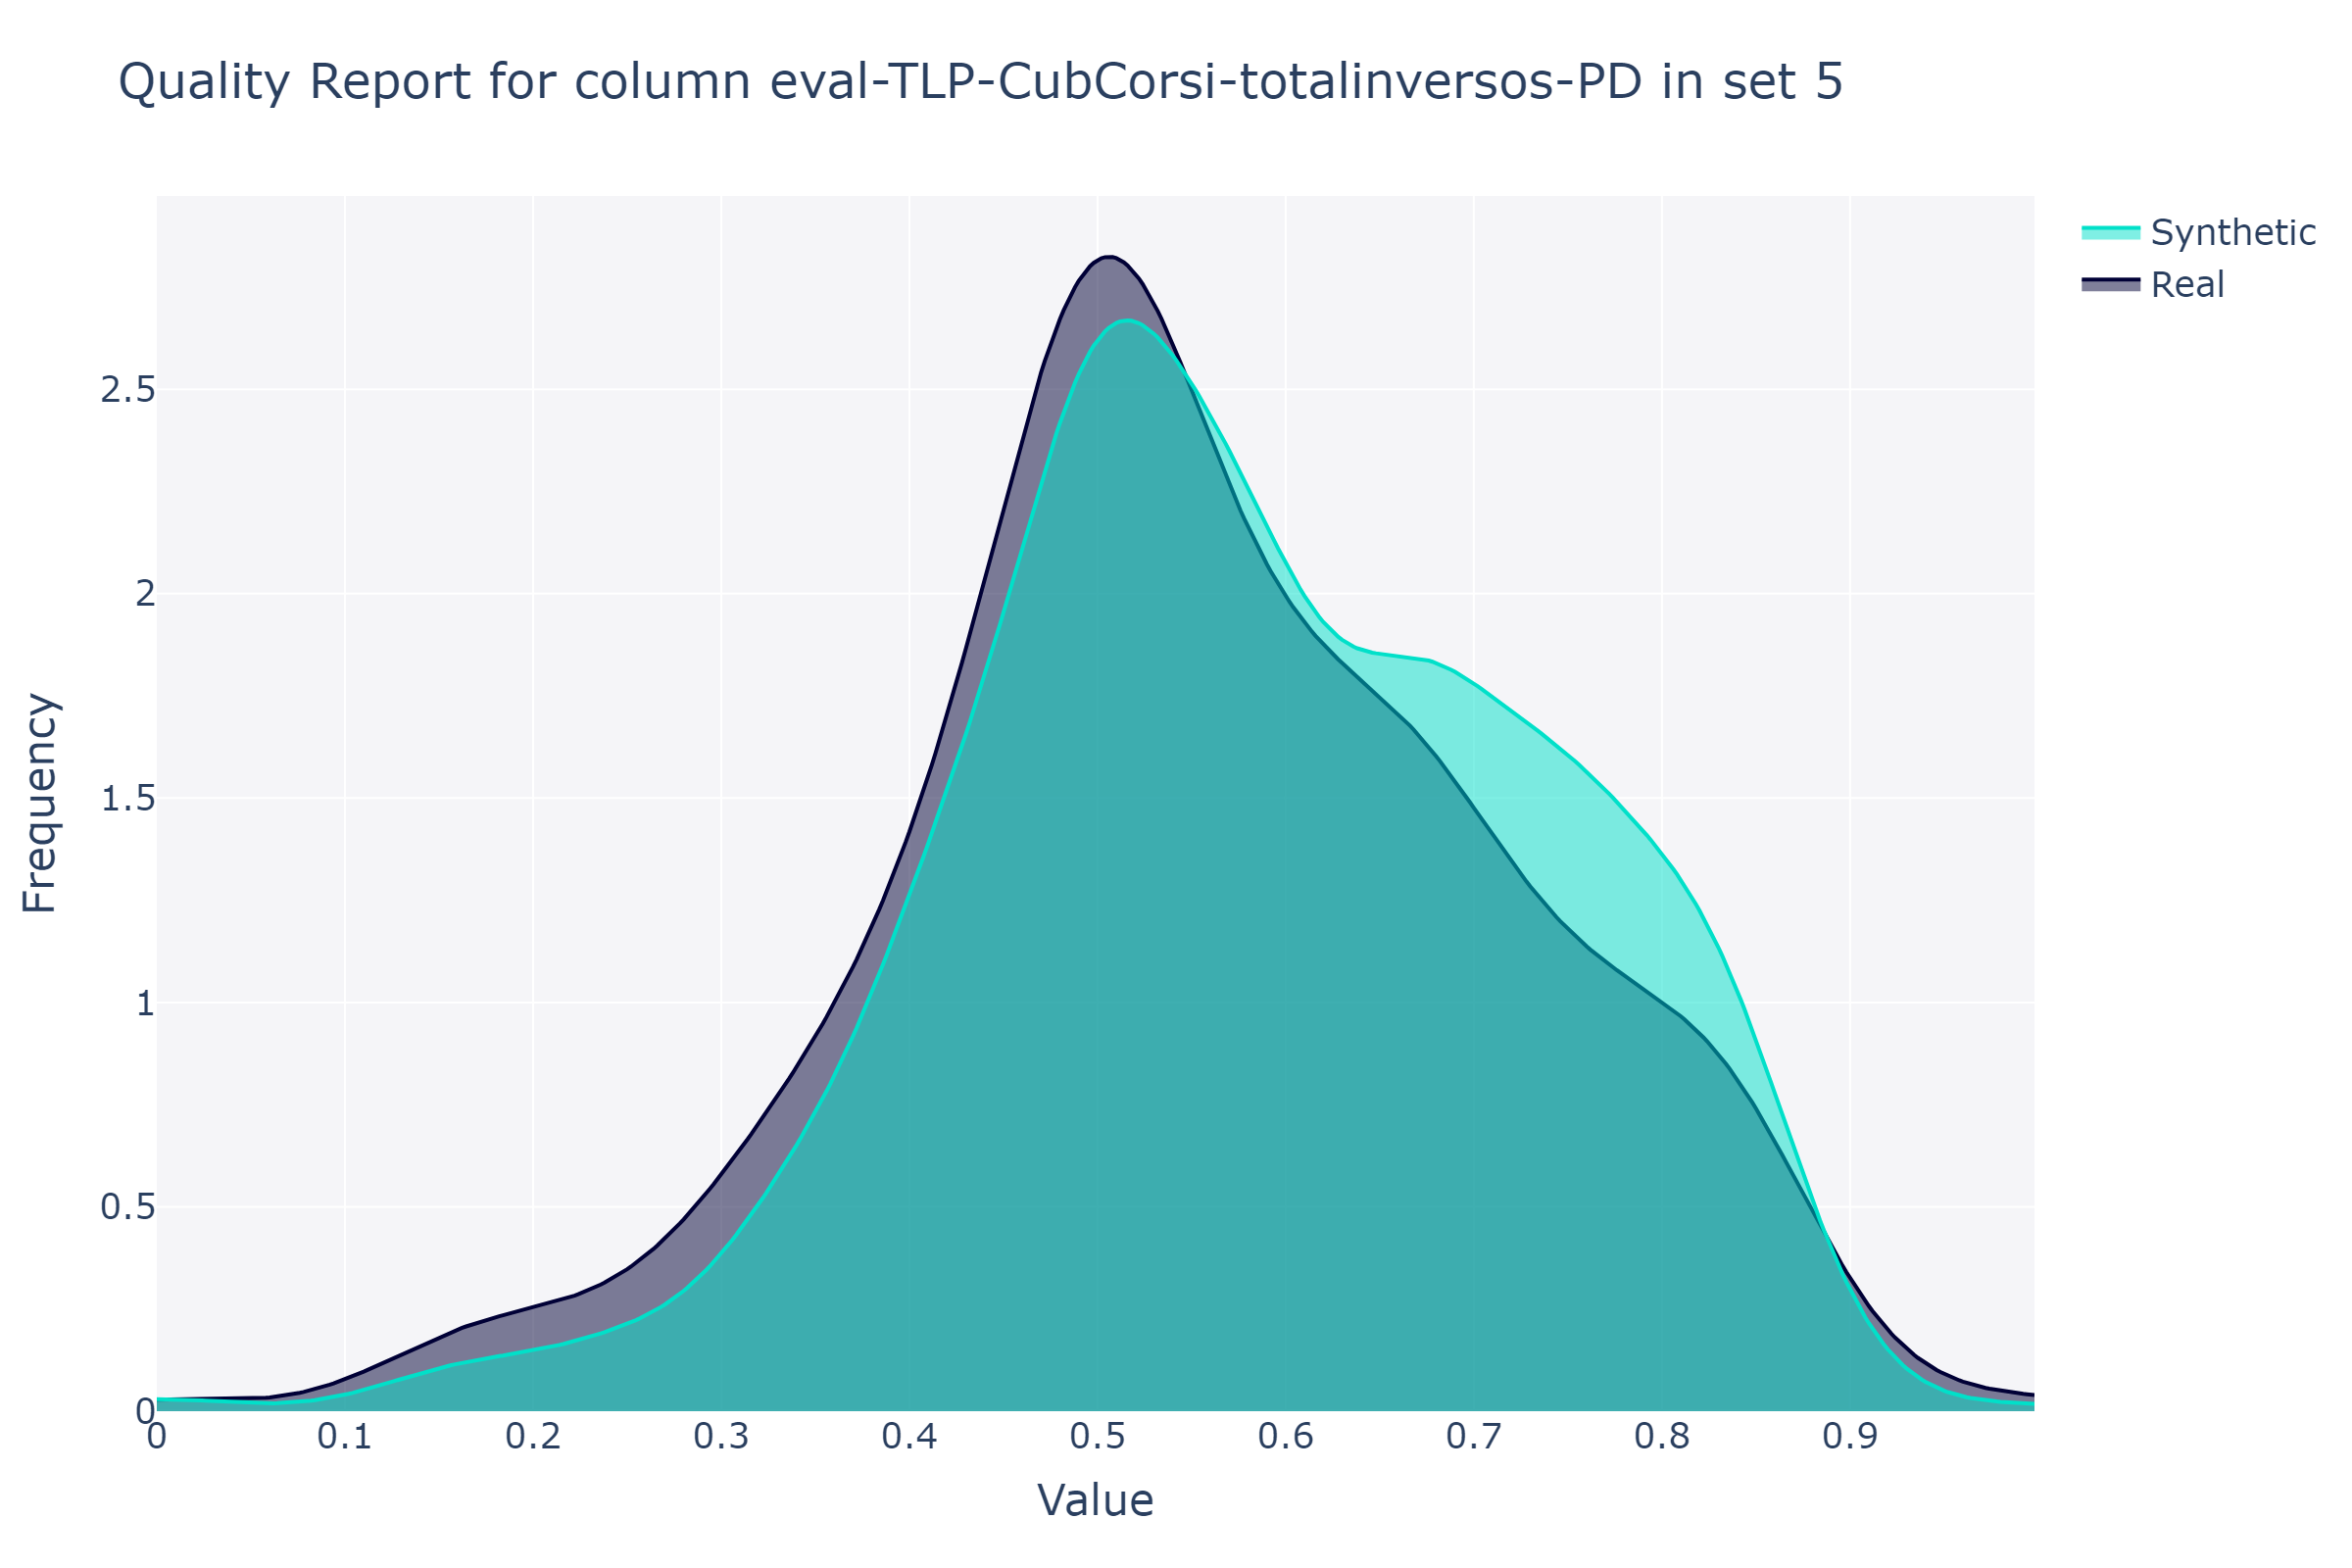 Quality Report for column eval-TLP-CubCorsi-totalinversos-PD in set 5
Synthetic
Real
Frequency
2.5
2
1.5
1
0.5
0
0 0.1 0.2 0.3 0.4 0.5 0.6 0.7 0.8 0.9
Value